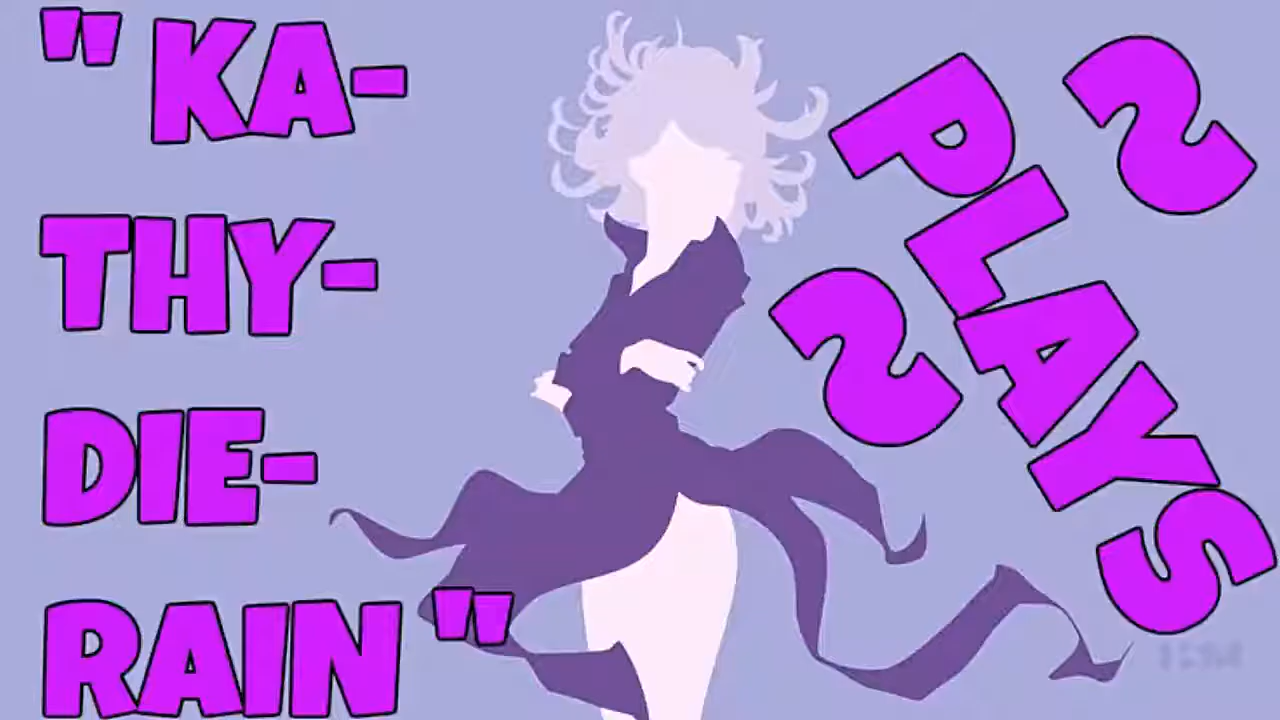 " KA-
THY-
DIE-
RAIN "
~
PLAYS
~